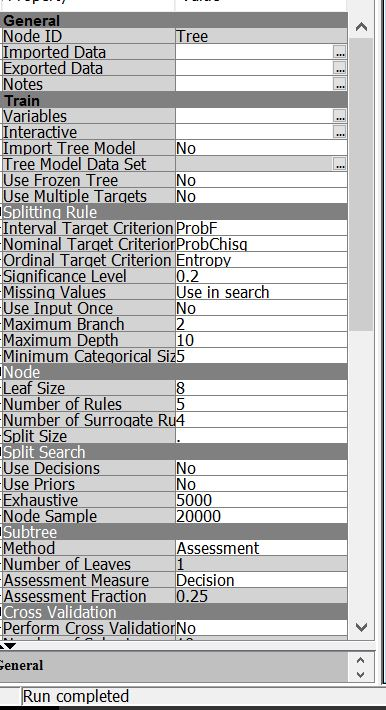 General
Node ID Tree
Imported Data ...
Exported Data ...
Notes ...
Train
Variables ...
Interactive ...
Import Tree Model No
Tree Model Data Set ...
Use Frozen Tree No
Use Multiple Targets No
Splitting Rule
Interval Target Criterion ProbF
Nominal Target Criterion ProbChisq
Ordinal Target Criterion Entropy
Significance Level 0.2
Missing Values Use in search
Use Input Once No
Maximum Branch 2
Maximum Depth 10
Minimum Categorical Siz 5
Node
Leaf Size 8
Number of Rules 5
Number of Surrogate Ru 4
Split Size .
Split Search
Use Decisions No
Use Priors No
Exhaustive 5000
Node Sample 20000
Subtree
Method Assessment
Number of Leaves 1
Assessment Measure Decision
Assessment Fraction 0.25
Cross Validation
Perform Cross Validation No
General
Run completed